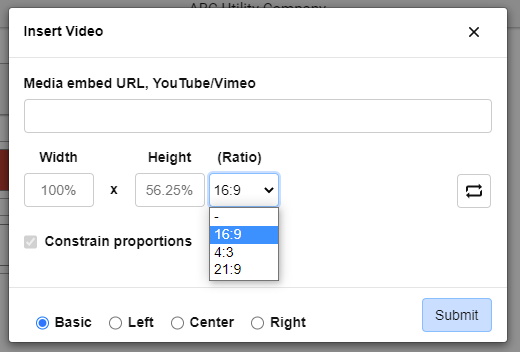 ABC Utility Company
Insert Video
Media embed URL, YouTube/Vimeo
Width Height (Ratio)
100% x 56.25% 16:9
-
16:9
4:3
21:9
Constrain proportions
Basic Left Center Right
Submit